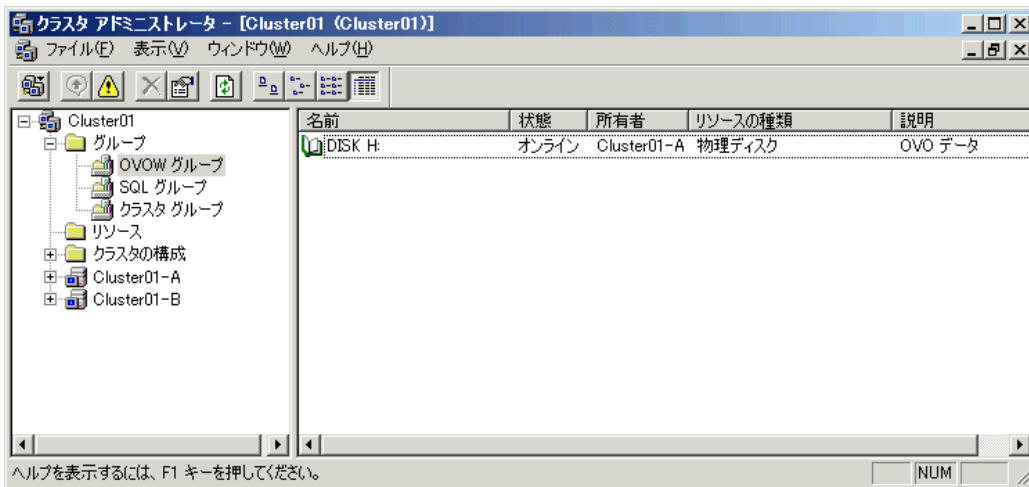 クラスタ アドミニストレータ - [Cluster01 (Cluster01)]
ファイル(F) 表示(V) ウィンドウ(W) ヘルプ(H)
Cluster01
グループ
OVOW グループ
SQL グループ
クラスタ グループ
リソース
クラスタの構成
Cluster01-A
Cluster01-B
名前 状態 所有者 リソースの種類 説明
DISK H: オンライン Cluster01-A 物理ディスク OVO データ
ヘルプを表示するには、F1 キーを押してください。 NUM